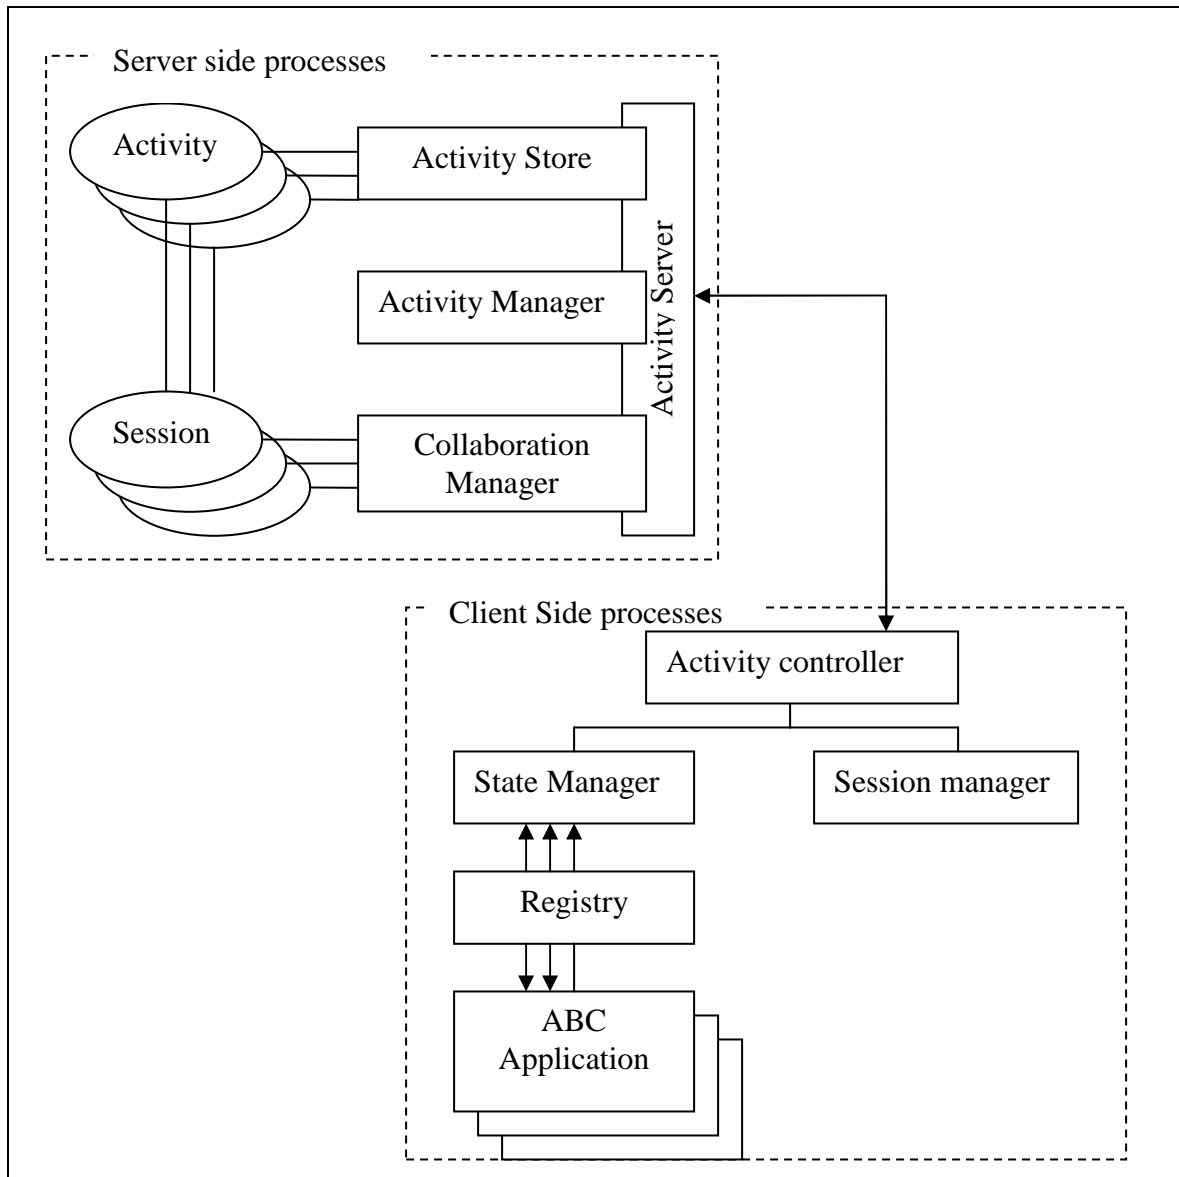 Server side processes
Activity
Activity Store
Activity Manager
Activity Server
Session
Collaboration
Manager
Client Side processes
Activity controller
State Manager
Session manager
Registry
ABC
Application